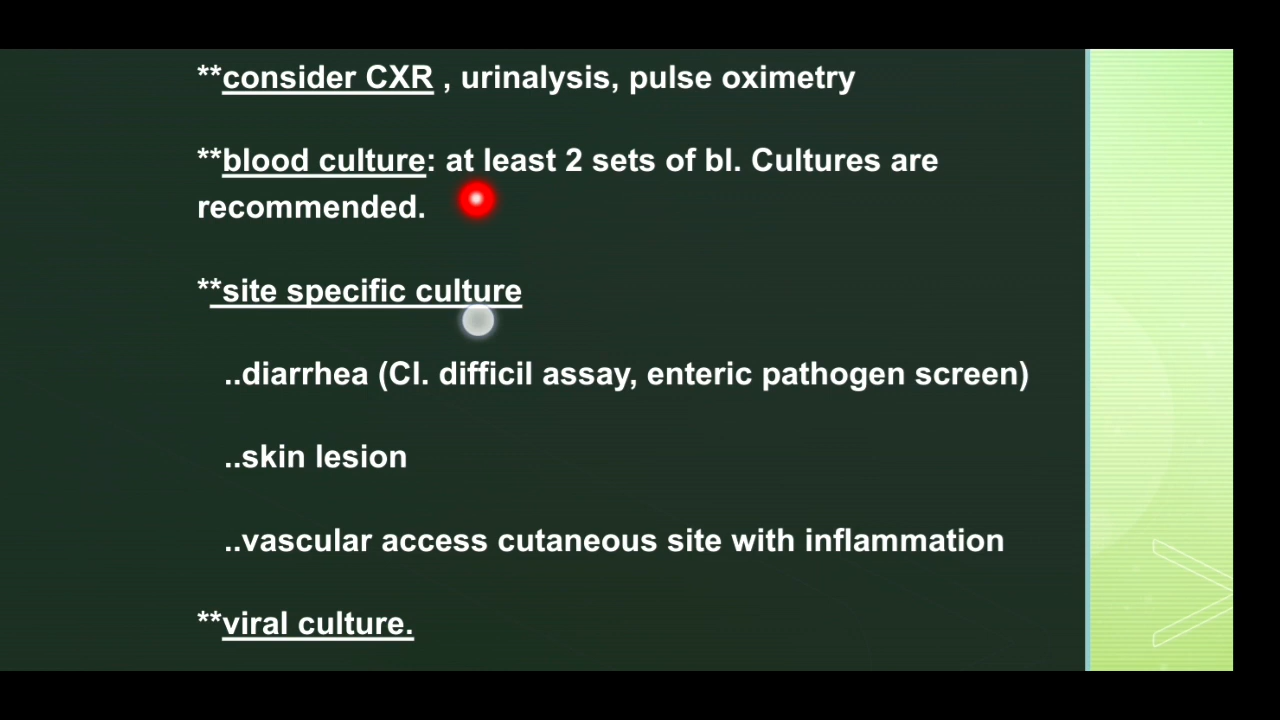 **consider CXR , urinalysis, pulse oximetry
**blood culture: at least 2 sets of bl. Cultures are
recommended.
** site specific culture
..diarrhea (Cl. difficil assay, enteric pathogen screen)
..skin lesion
..vascular access cutaneous site with inflammation
**viral culture.